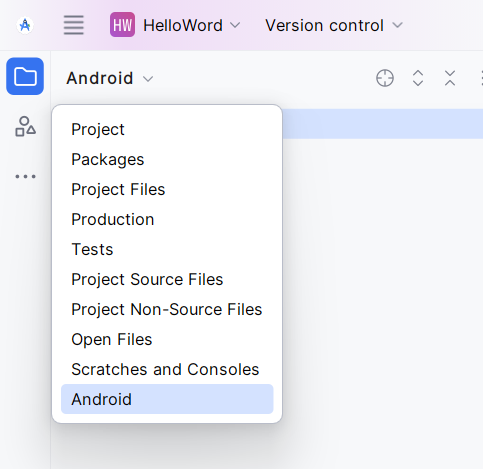 HW HelloWord Version control
Android
Project
Packages
Project Files
Production
Tests
Project Source Files
Project Non-Source Files
Open Files
Scratches and Consoles
Android